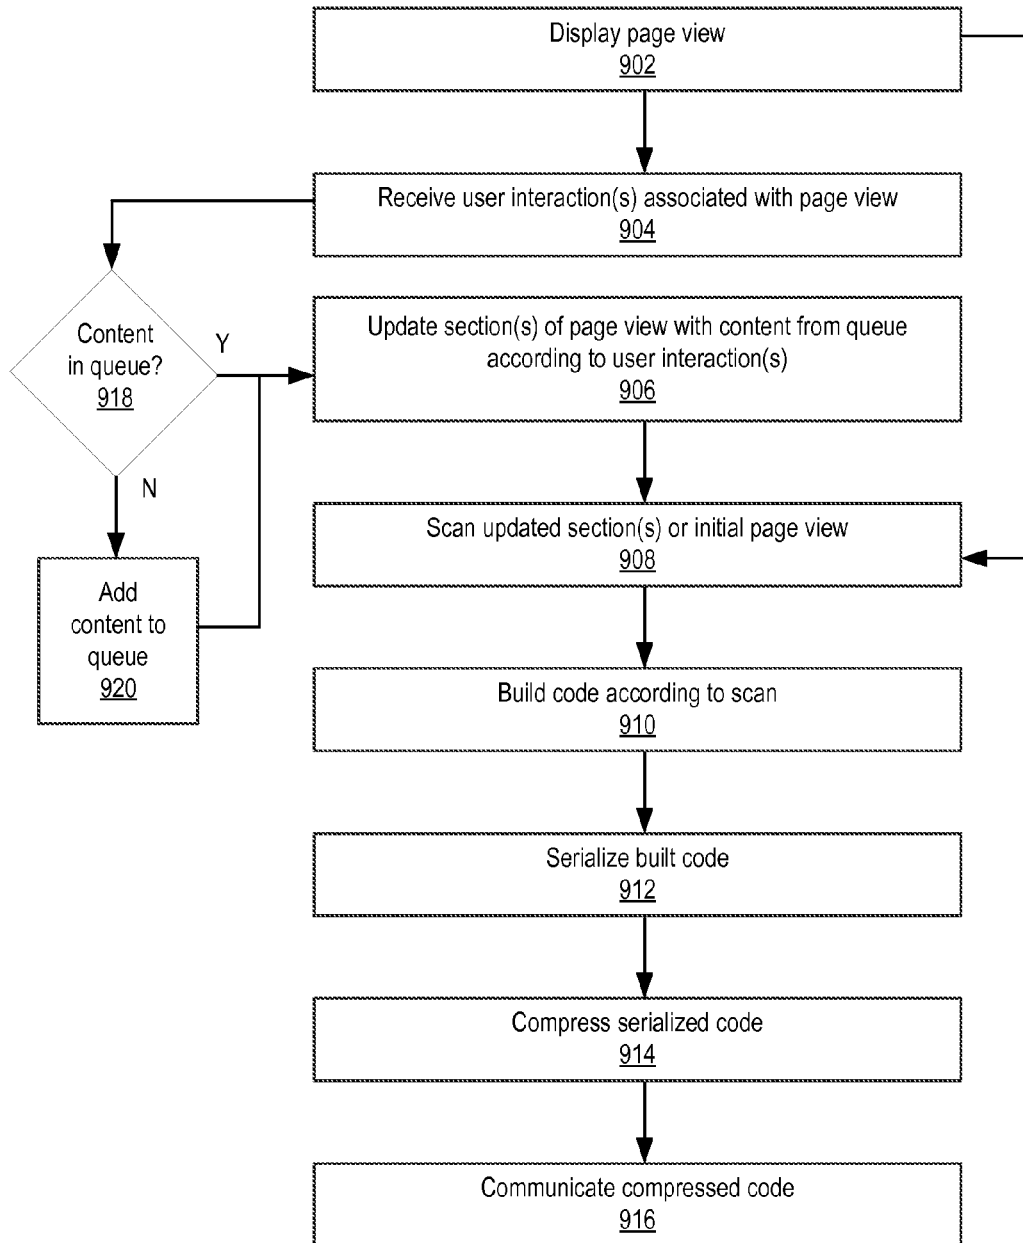 Display page view
902
Receive user interaction(s) associated with page view
904
Content
in queue?
918
Y
N
Update section(s) of page view with content from queue
according to user interaction(s)
906
Scan updated section(s) or initial page view
908
Add
content to
queue
920
Build code according to scan
910
Serialize built code
912
Compress serialized code
914
Communicate compressed code
916